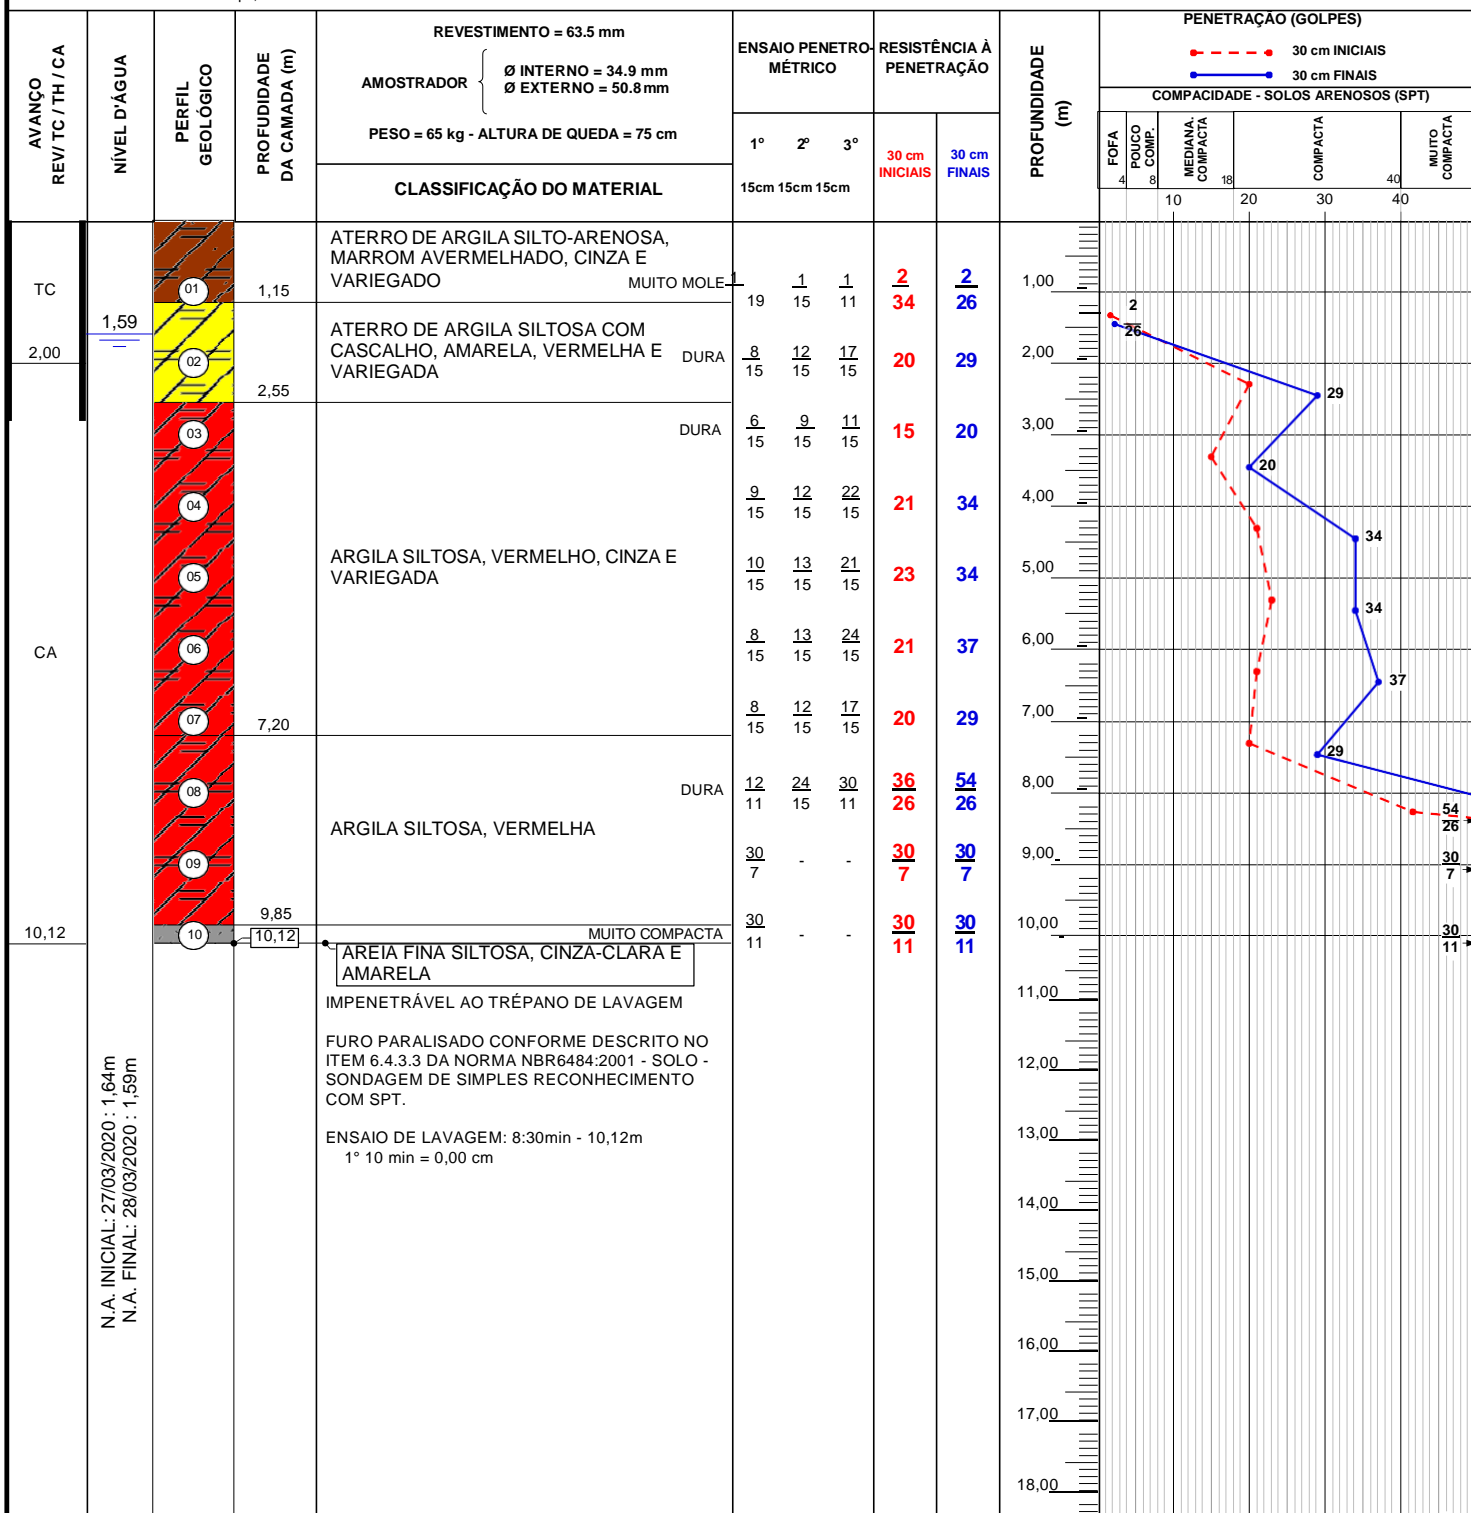 AVANÇO
REV/ TC / TH / CA
NÍVEL D'ÁGUA
PERFIL
GEOLÓGICO
PROFUDIDADE
DA CAMADA (m)
REVESTIMENTO = 63.5 mm
AMOSTRADOR
Ø INTERNO = 34.9 mm
Ø EXTERNO = 50.8mm
PESO = 65 kg - ALTURA DE QUEDA = 75 cm
CLASSIFICAÇÃO DO MATERIAL
ENSAIO PENETRO-
MÉTRICO
1° 2° 3°
15cm 15cm 15cm
RESISTÊNCIA À
PENETRAÇÃO
30 cm
INICIAIS
30 cm
FINAIS
PROFUNDIDADE
(m)
PENETRAÇÃO (GOLPES)
30 cm INICIAIS
30 cm FINAIS
COMPACIDADE - SOLOS ARENOSOS (SPT)
FOFA
4
POUCO
COMP.
8
MEDIANA.
COMPACTA
18
COMPACTA
40
MUITO
COMPACTA
10 20 30 40
TC
2,00
CA
10,12
1,59
N.A. INICIAL: 27/03/2020 : 1,64m
N.A. FINAL: 28/03/2020 : 1,59m
01
02
03
04
05
06
07
08
09
10
1,15
2,55
7,20
9,85
10,12
ATERRO DE ARGILA SILTO-ARENOSA,
MARROM AVERMELHADO, CINZA E
VARIEGADO
MUITO MOLE
ATERRO DE ARGILA SILTOSA COM
CASCALHO, AMARELA, VERMELHA E
VARIEGADA
DURA
DURA
ARGILA SILTOSA, VERMELHO, CINZA E
VARIEGADA
DURA
ARGILA SILTOSA, VERMELHA
MUITO COMPACTA
AREIA FINA SILTOSA, CINZA-CLARA E
AMARELA
IMPENETRÁVEL AO TRÉPANO DE LAVAGEM
FURO PARALISADO CONFORME DESCRITO NO
ITEM 6.4.3.3 DA NORMA NBR6484:2001 - SOLO -
SONDAGEM DE SIMPLES RECONHECIMENTO
COM SPT.
ENSAIO DE LAVAGEM: 8:30min - 10,12m
1° 10 min = 0,00 cm
1 1 1 2 2
19 15 11 34 26
8 12 17 20 29
15 15 15
6 9 11 15 20
15 15 15
9 12 22 21 34
15 15 15
10 13 21 23 34
15 15 15
8 13 24 21 37
15 15 15
8 12 17 20 29
15 15 15
12 24 30 36 54
11 15 11 26 26
30 - - 30 30
7 7 7
30 - - 30 30
11 11 11
1,00
2,00
3,00
4,00
5,00
6,00
7,00
8,00
9,00
10,00
11,00
12,00
13,00
14,00
15,00
16,00
17,00
18,00
2
26
29
20
34
34
37
29
54
26
30
7
30
11